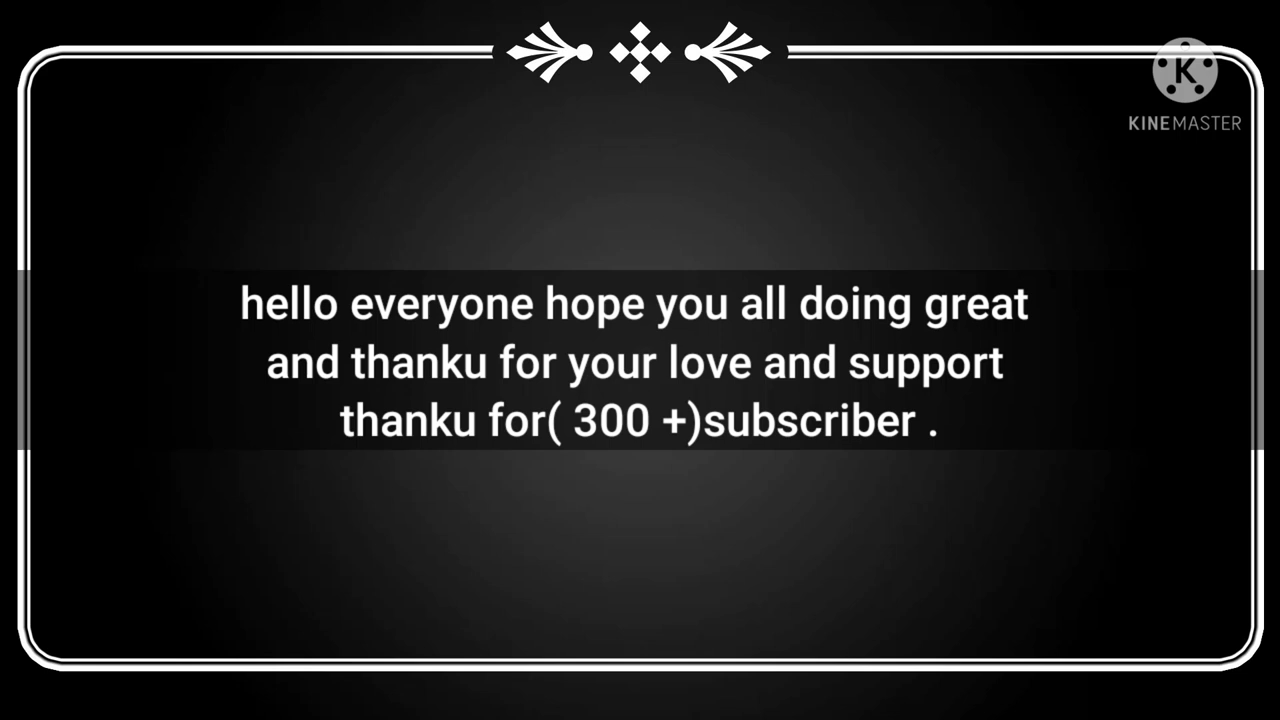 K
KINEMASTER
hello everyone hope you all doing great
and thanku for your love and support
thanku for( 300 +)subscriber .